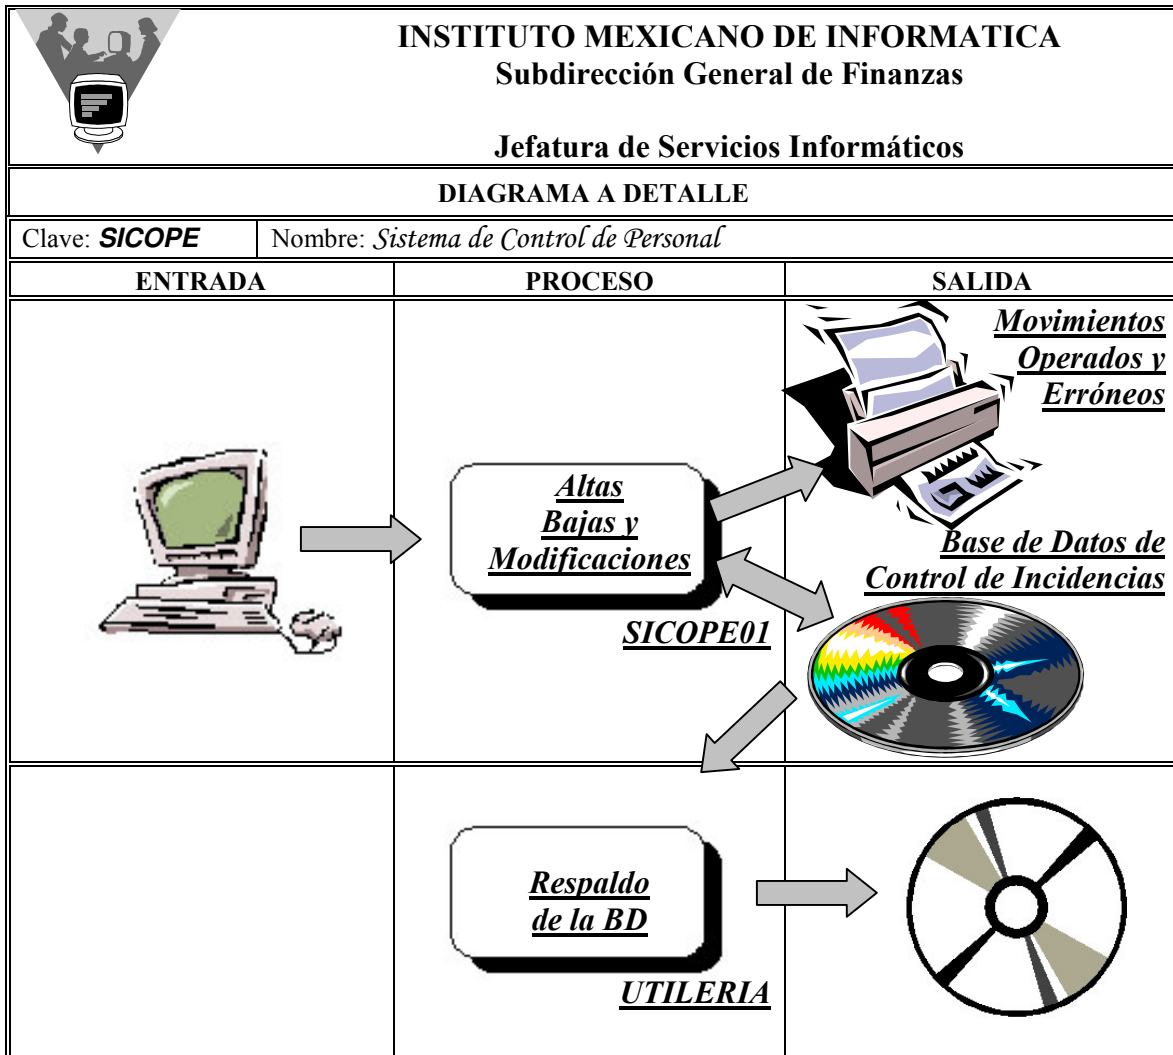 INSTITUTO MEXICANO DE INFORMATICA
Subdirección General de Finanzas
Jefatura de Servicios Informáticos
DIAGRAMA A DETALLE
Clave: SICOPE
Nombre: Sistema de Control de Personal
ENTRADA
PROCESO
SALIDA
Movimientos
Operados y
Erróneos
Altas
Bajas y
Modificaciones
SICOPE01
Base de Datos de
Control de Incidencias
Respaldo
de la BD
UTILERIA